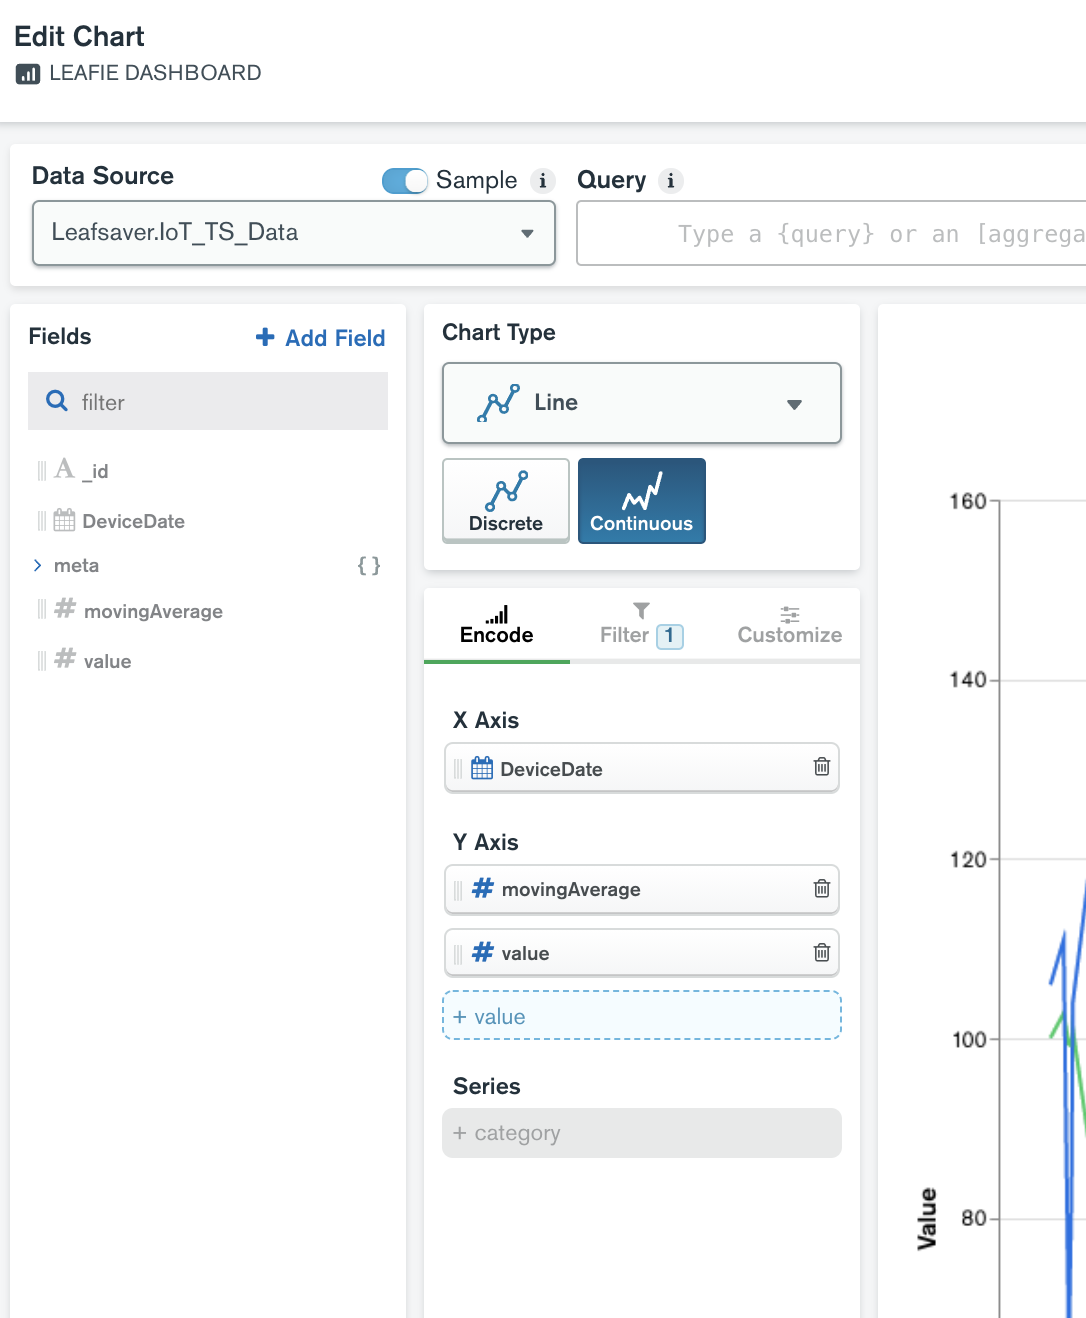 Edit Chart
LEAFIE DASHBOARD
Data Source
Sample
Query
Leafsaver.IoT_TS_Data
Type a {query} or an [aggrega
Fields
+ Add Field
filter
A _id
DeviceDate
meta { }
# movingAverage
# value
Chart Type
Line
Discrete
Continuous
Encode
Filter 1
Customize
X Axis
DeviceDate
Y Axis
# movingAverage
# value
+ value
Series
+ category
160
140
120
100
80
Value